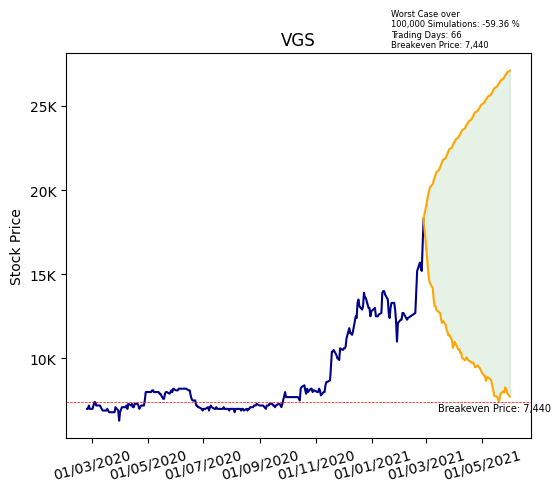 Worst Case over
100,000 Simulations: -59.36 %
Trading Days: 66
Breakeven Price: 7,440
VGS
25K
20K
15K
10K
Stock Price
Breakeven Price: 7,440
01/03/2020 01/05/2020 01/07/2020 01/09/2020 01/11/2020 01/01/2021 01/03/2021 01/05/2021